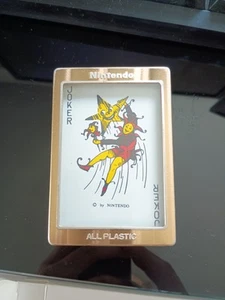 Nintendo
JOKER
© by NINTENDO
JOKER
ALL PLASTIC